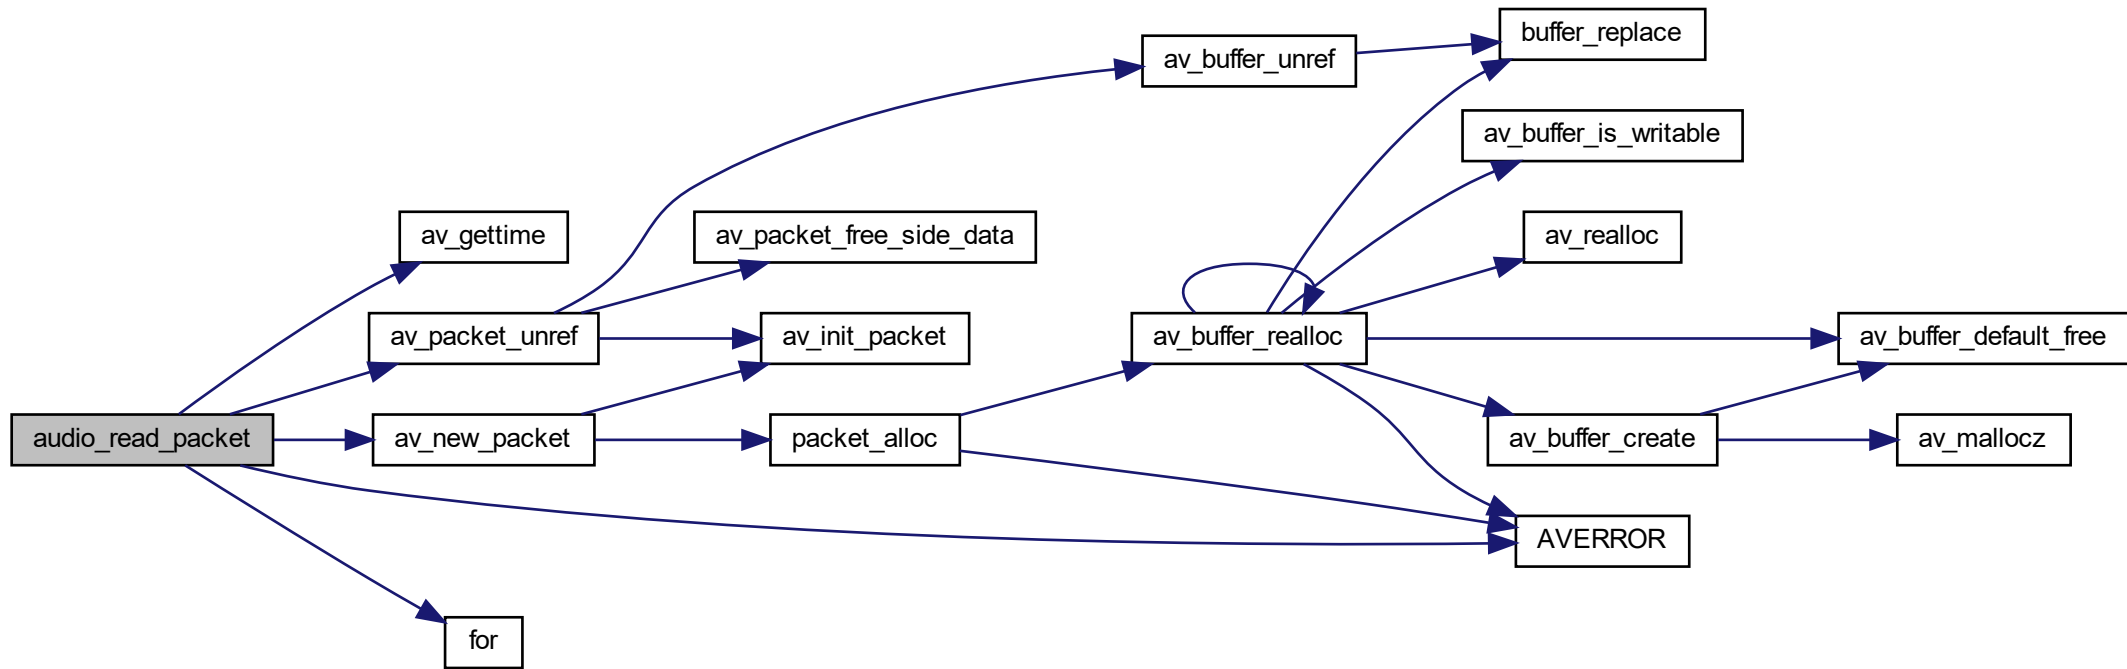 buffer_replace
av_buffer_unref
av_buffer_is_writable
av_gettime
av_packet_free_side_data
av_realloc
av_packet_unref
av_init_packet
av_buffer_realloc
av_buffer_default_free
audio_read_packet
av_new_packet
packet_alloc
av_buffer_create
av_mallocz
AVERROR
for